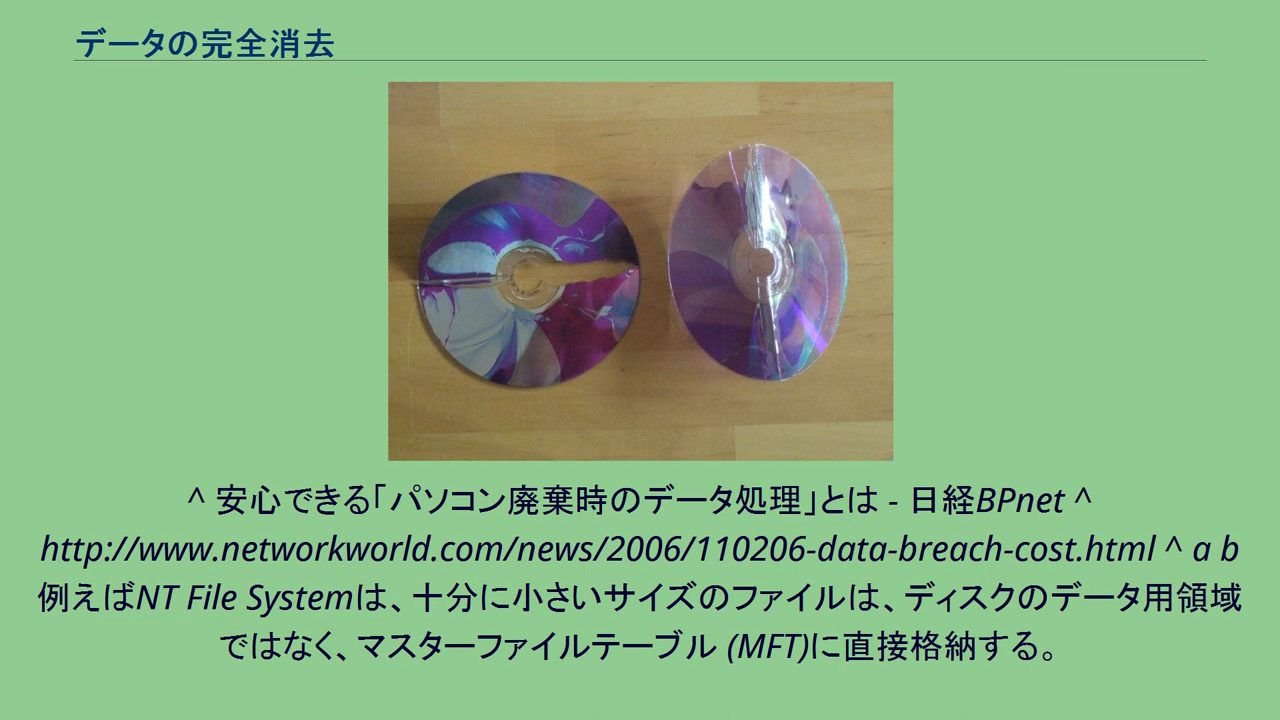 データの完全消去
^ 安心できる「パソコン廃棄時のデータ処理」とは - 日経BPnet ^
http://www.networkworld.com/news/2006/110206-data-breach-cost.html ^ a b
例えばNT File Systemは、十分に小さいサイズのファイルは、ディスクのデータ用領域
ではなく、マスターファイルテーブル (MFT)に直接格納する。